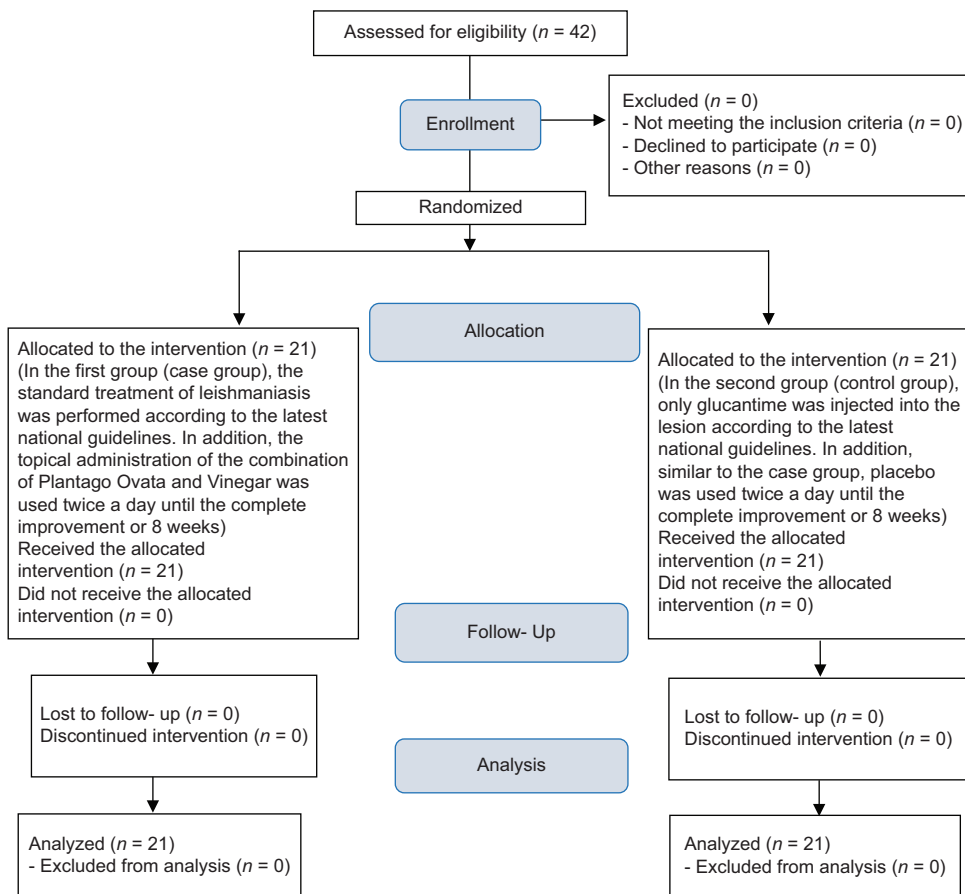 Assessed for eligibility (n = 42)
Enrollment
Excluded (n = 0)
- Not meeting the inclusion criteria (n = 0)
- Declined to participate (n = 0)
- Other reasons (n = 0)
Randomized
Allocation
Allocated to the intervention (n = 21)
(In the first group (case group), the
standard treatment of leishmaniasis
was performed according to the latest
national guidelines. In addition, the
topical administration of the combination
of Plantago Ovata and Vinegar was
used twice a day until the complete
improvement or 8 weeks)
Received the allocated
intervention (n = 21)
Did not receive the allocated
intervention (n = 0)
Allocated to the intervention (n = 21)
(In the second group (control group),
only glucantime was injected into the
lesion according to the latest
national guidelines. In addition,
similar to the case group, placebo
was used twice a day until the
complete improvement or 8 weeks)
Received the allocated
intervention (n = 21)
Did not receive the allocated
intervention (n = 0)
Follow- Up
Lost to follow- up (n = 0)
Discontinued intervention (n = 0)
Lost to follow- up (n = 0)
Discontinued intervention (n = 0)
Analysis
Analyzed (n = 21)
- Excluded from analysis (n = 0)
Analyzed (n = 21)
- Excluded from analysis (n = 0)